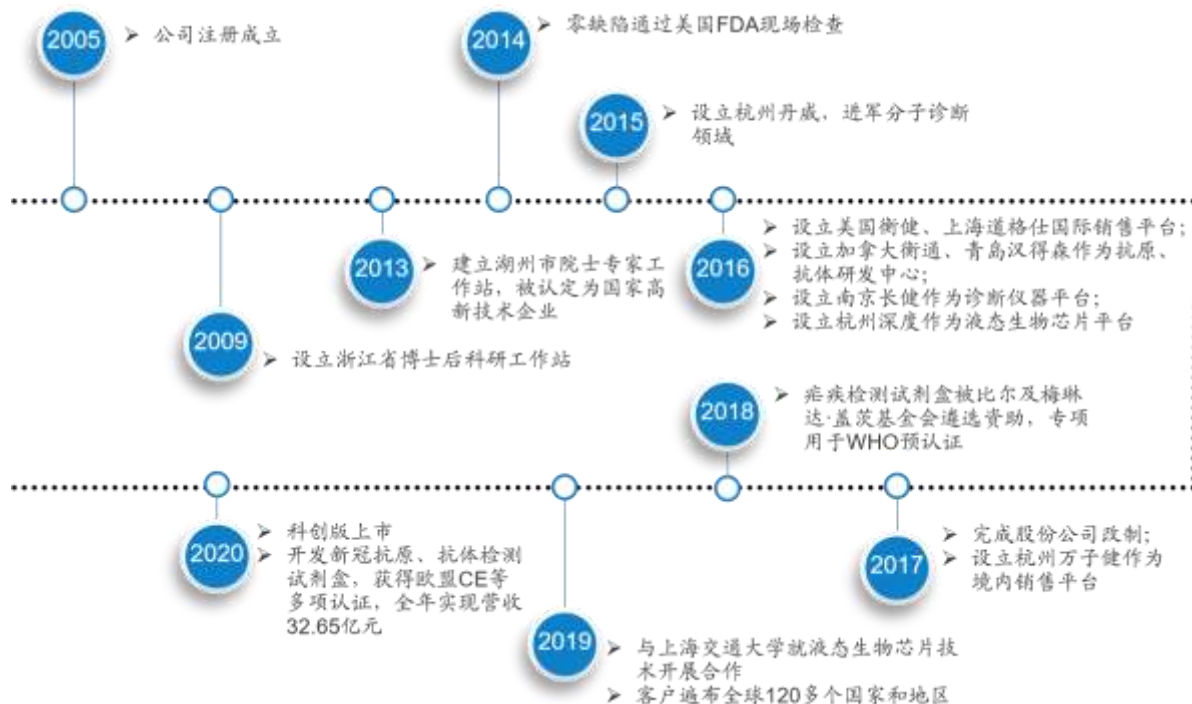 2005
➢ 公司注册成立
2014
➢ 零缺陷通过美国FDA现场检查
2015
➢ 设立杭州丹威，进军分子诊断
领域
2009
➢ 设立浙江省博士后科研工作站
2013
➢ 建立湖州市院士专家工
作站，被认定为国家高
新技术企业
2016
➢ 设立美国衡健、上海道格仕国际销售平台；
➢ 设立加拿大衡通、青岛汉得森作为抗原、
抗体研发中心；
➢ 设立南京长健作为诊断仪器平台；
➢ 设立杭州深度作为液态生物芯片平台
2018
➢ 疟疾检测试剂盒被比尔及梅琳
达·盖茨基金会遴选资助，专项
用于WHO预认证
2017
➢ 完成股份公司改制；
➢ 设立杭州万子健作为
境内销售平台
2019
➢ 与上海交通大学就液态生物芯片技
术开展合作
➢ 客户遍布全球120多个国家和地区
2020
➢ 科创版上市
➢ 开发新冠抗原、抗体检测
试剂盒，获得欧盟CE等
多项认证，全年实现营收
32.65亿元